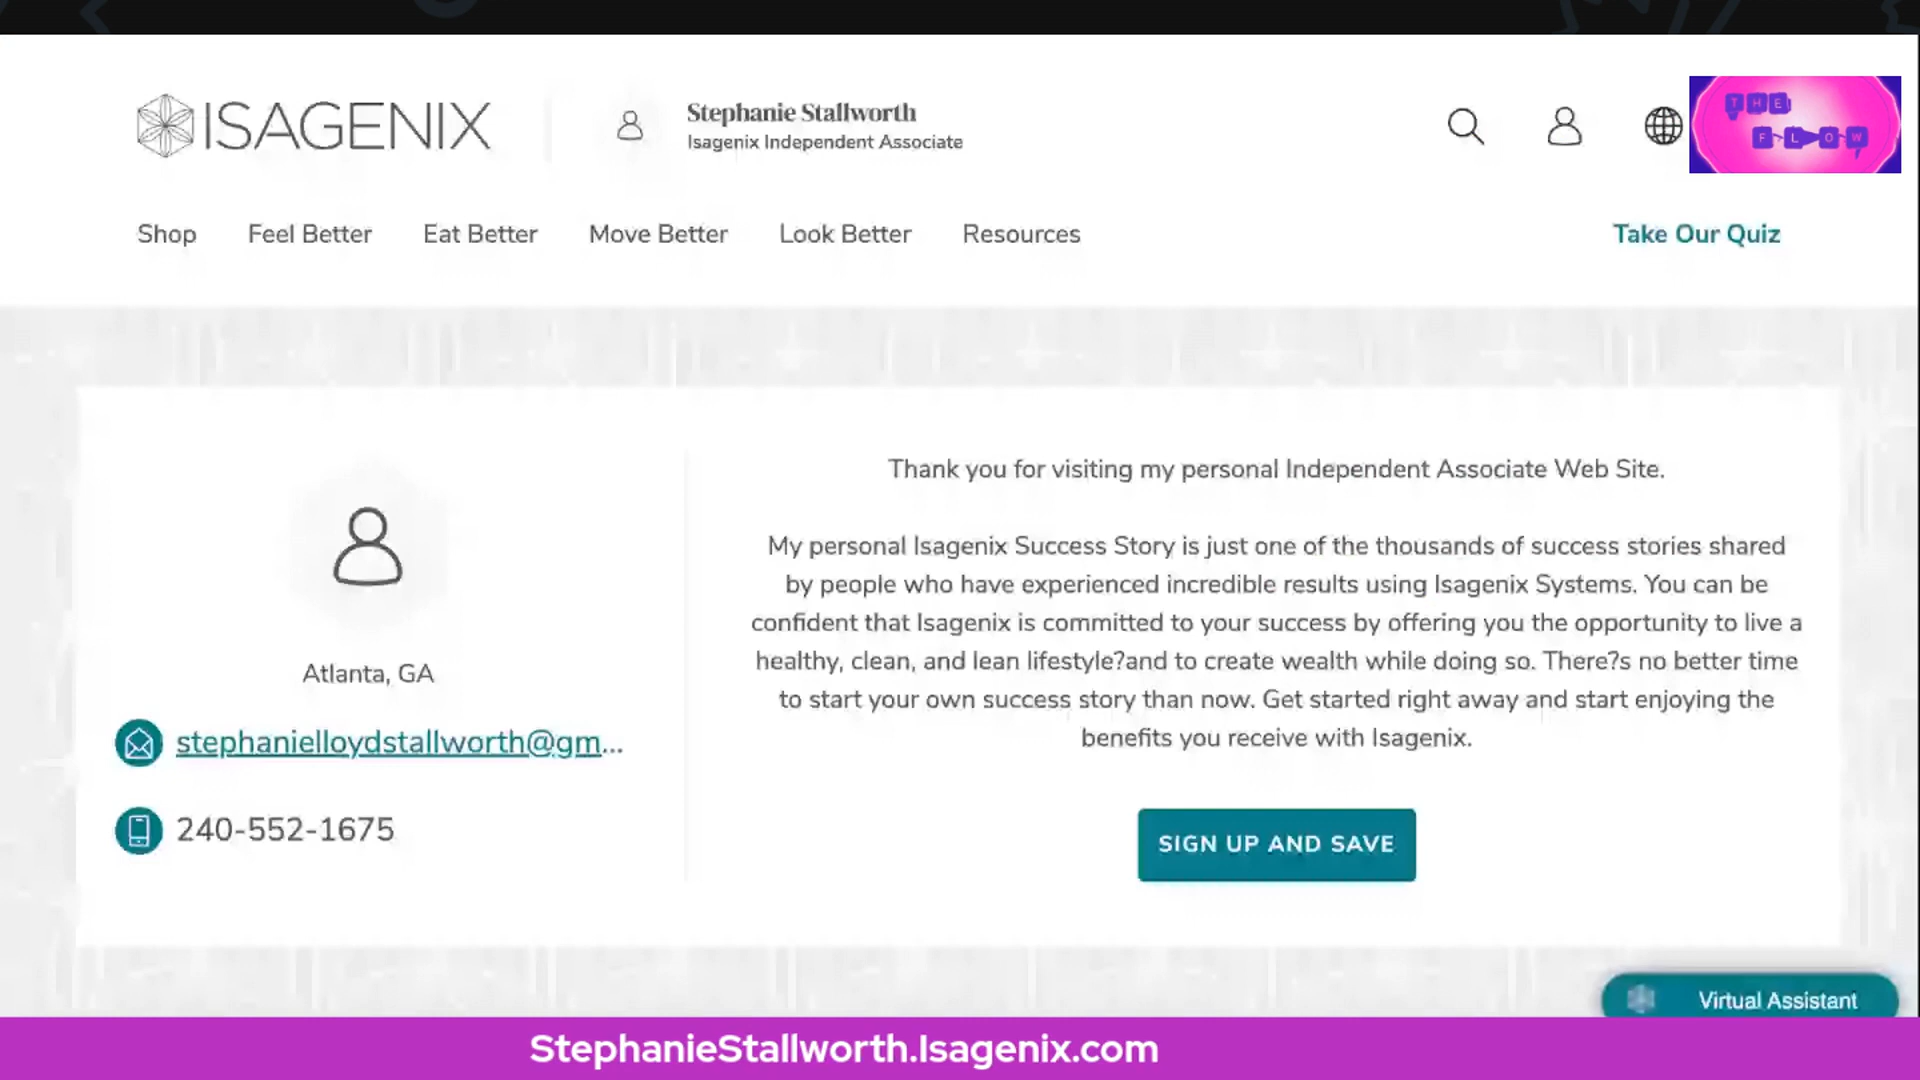 ISAGENIX
Stephanie Stallworth
Isagenix Independent Associate
THE
FLOW
Shop
Feel Better
Eat Better
Move Better
Look Better
Resources
Take Our Quiz
Atlanta, GA
stephanielloydstallworth@gm...
240-552-1675
Thank you for visiting my personal Independent Associate Web Site.
My personal Isagenix Success Story is just one of the thousands of success stories shared
by people who have experienced incredible results using Isagenix Systems. You can be
confident that Isagenix is committed to your success by offering you the opportunity to live a
healthy, clean, and lean lifestyle?and to create wealth while doing so. There?s no better time
to start your own success story than now. Get started right away and start enjoying the
benefits you receive with Isagenix.
SIGN UP AND SAVE
Virtual Assistant
StephanieStallworth.Isagenix.com